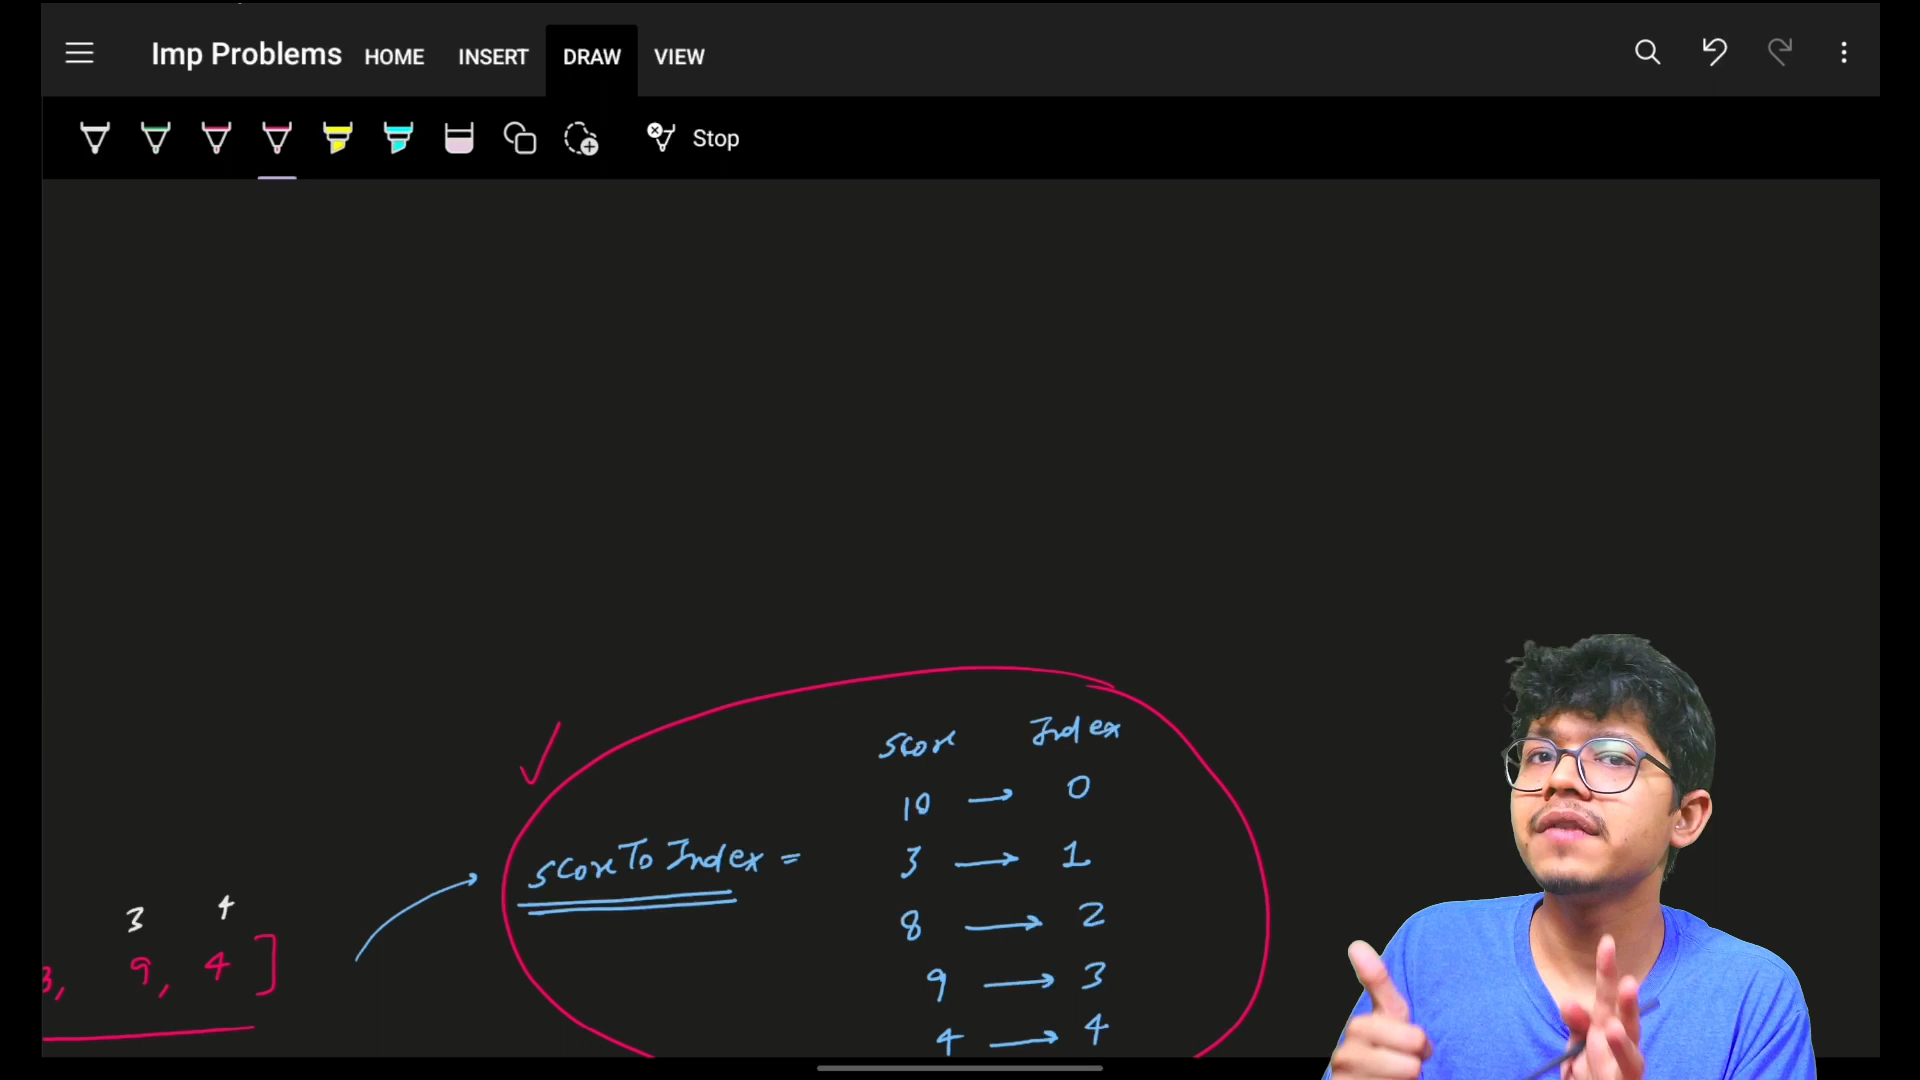 Imp Problems HOME INSERT DRAW VIEW
Stop
Score Index
10 → 0
3 → 1
scoreToIndex =
8 → 2
3 4
9 → 3
9, 4 ]
4 → 4